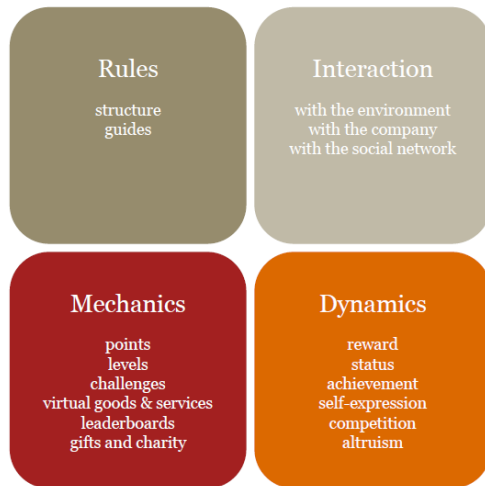 Rules
structure
guides
Interaction
with the environment
with the company
with the social network
Mechanics
points
levels
challenges
virtual goods & services
leaderboards
gifts and charity
Dynamics
reward
status
achievement
self-expression
competition
altruism